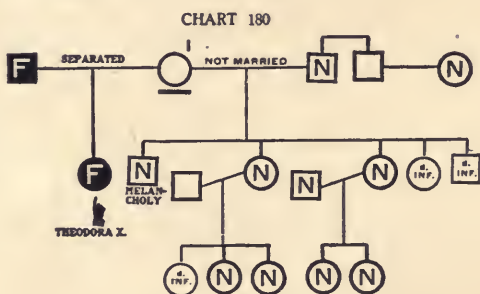 CHART 180
I
F SEPARATED NOT MARRIED N N
F N N N d. INF. d. INF.
MELAN-
CHOLY N
THEODORA X.
d. INF. N N N N